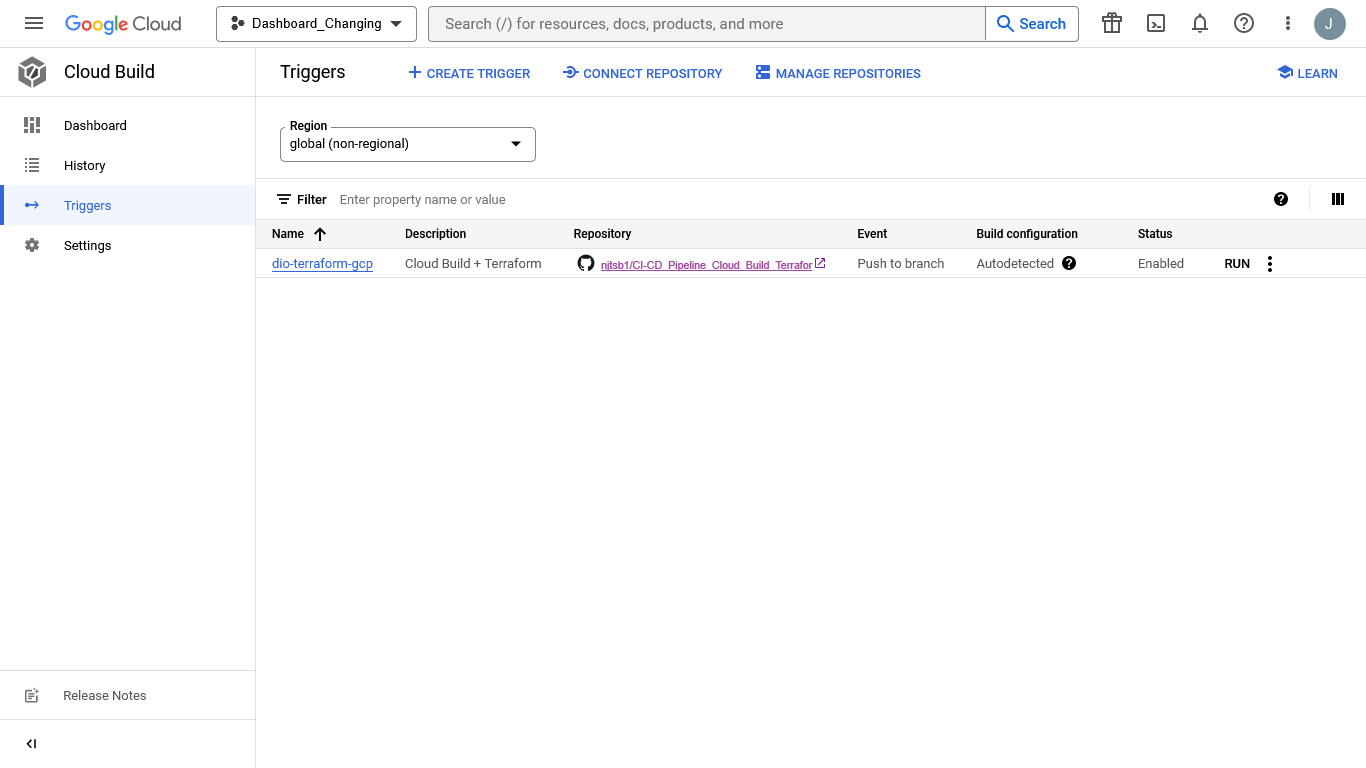 Google Cloud
Dashboard_Changing
Search (/) for resources, docs, products, and more
Search
J
Cloud Build
Triggers
CREATE TRIGGER
CONNECT REPOSITORY
MANAGE REPOSITORIES
LEARN
Dashboard
History
Triggers
Settings
Region
global (non-regional)
Filter
Enter property name or value
Name Description Repository Event Build configuration Status
dio-terraform-gcp Cloud Build + Terraform njtsb1/CI-CD_Pipeline_Cloud_Build_Terrafor Push to branch Autodetected Enabled RUN
Release Notes